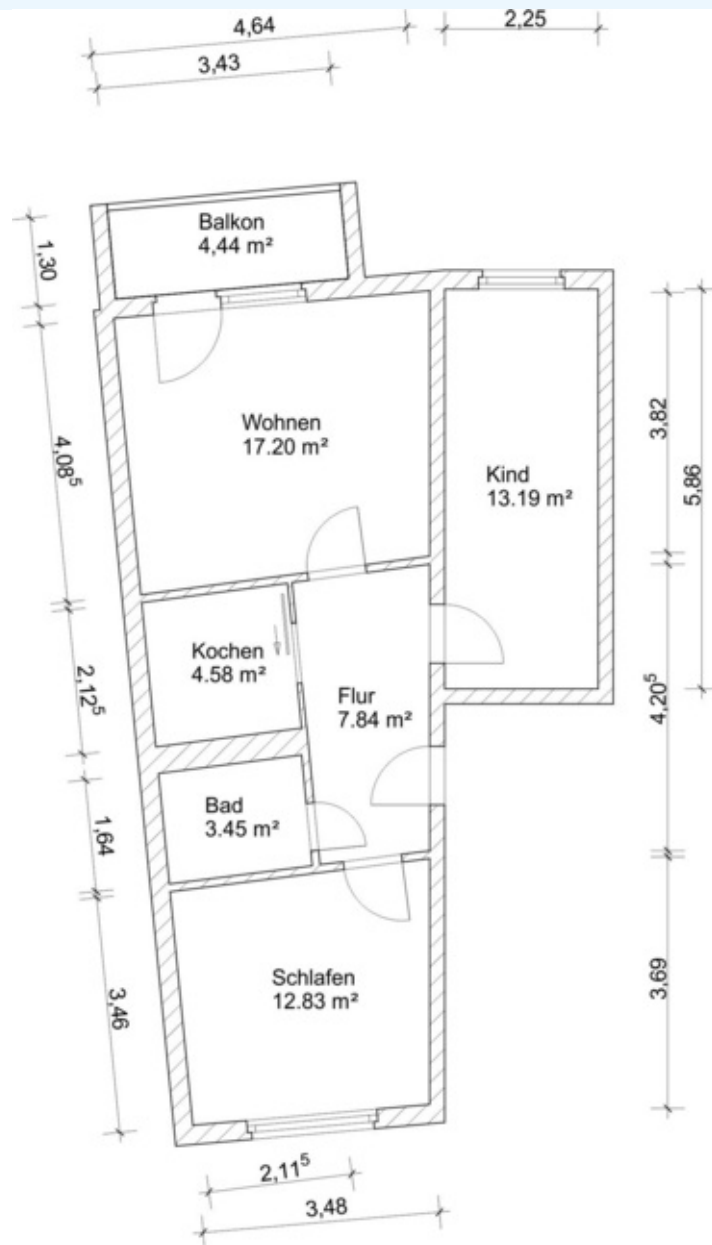 4,64
2,25
3,43
Balkon
4,44 m²
1,30
Wohnen
17.20 m²
4,08⁵
3,82
Kind
13.19 m²
5,86
Kochen
4.58 m²
2,12⁵
Flur
7.84 m²
4,20⁵
Bad
3.45 m²
1,64
Schlafen
12.83 m²
3,46
3,69
2,11⁵
3,48